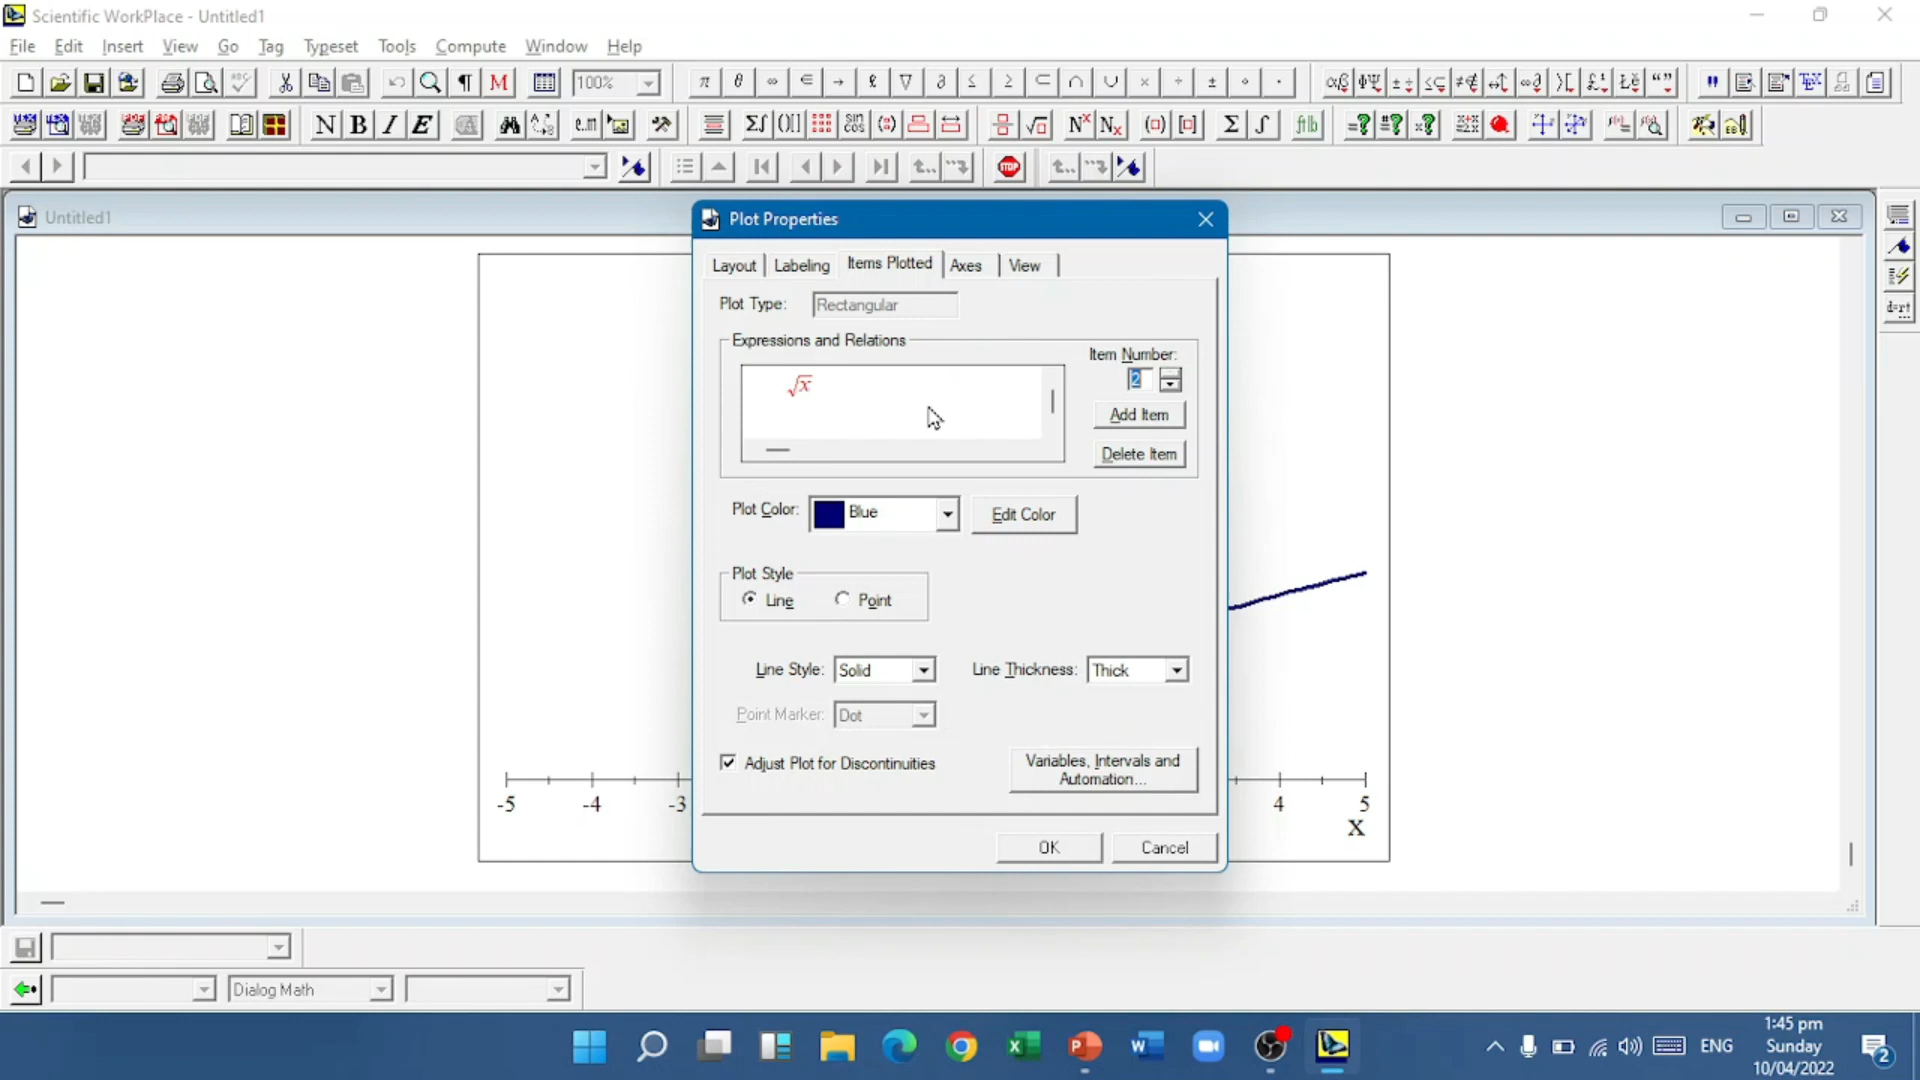 Scientific WorkPlace - Untitled1
File Edit Insert View Go Tag Typeset Tools Compute Window Help
100%
Untitled1
Plot Properties
Layout Labeling Items Plotted Axes View
Plot Type: Rectangular
Expressions and Relations
Item Number:
√x
2
Add Item
Delete Item
Plot Color: Blue Edit Color
Plot Style
Line Point
Line Style: Solid Line Thickness: Thick
Point Marker: Dot
Adjust Plot for Discontinuities
Variables, Intervals and
Automation...
-5 -4 -3 4 5
x
OK Cancel
Dialog Math
1:45 pm
ENG Sunday
10/04/2022
2